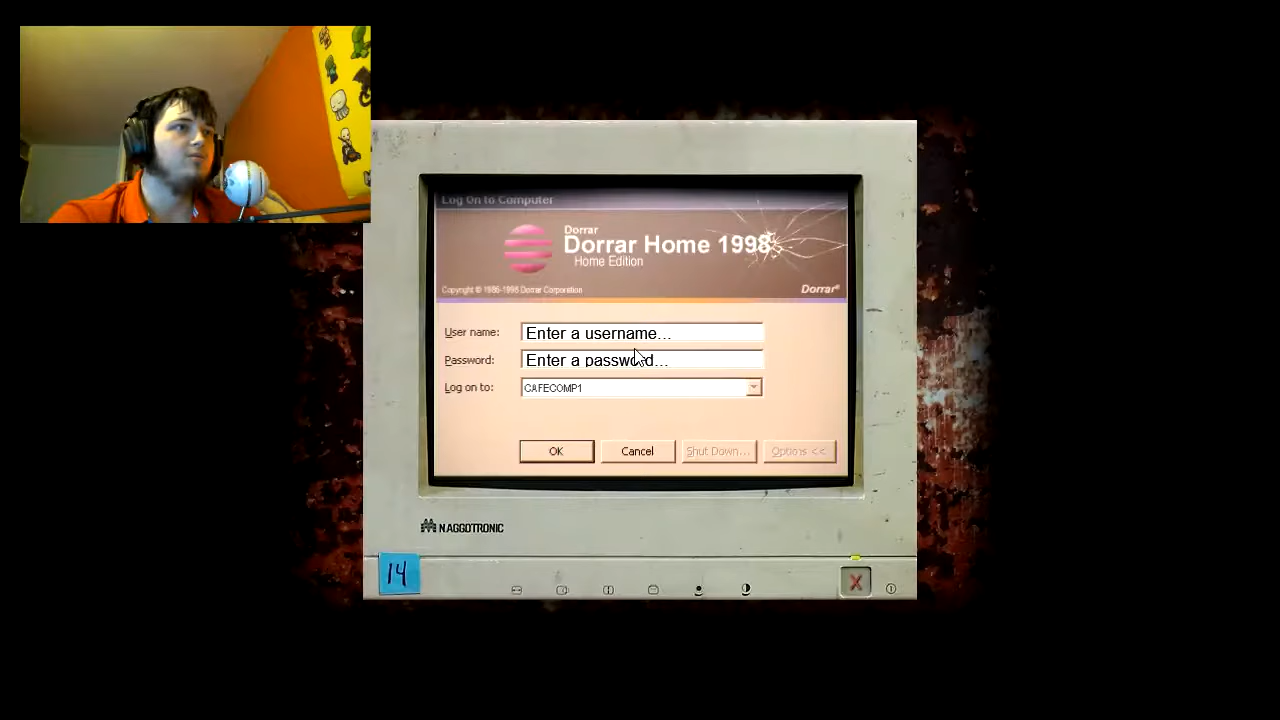 Log On to Computer
Dorrar
Dorrar Home 1998
Home Edition
Copyright © 1986-1998 Dorrar Corporation
Dorrar®
User name:
Enter a username...
Password:
Enter a password...
Log on to:
CAFECOMP1
OK
Cancel
Shut Down...
Options <<
NAGGOTRONIC
14
X